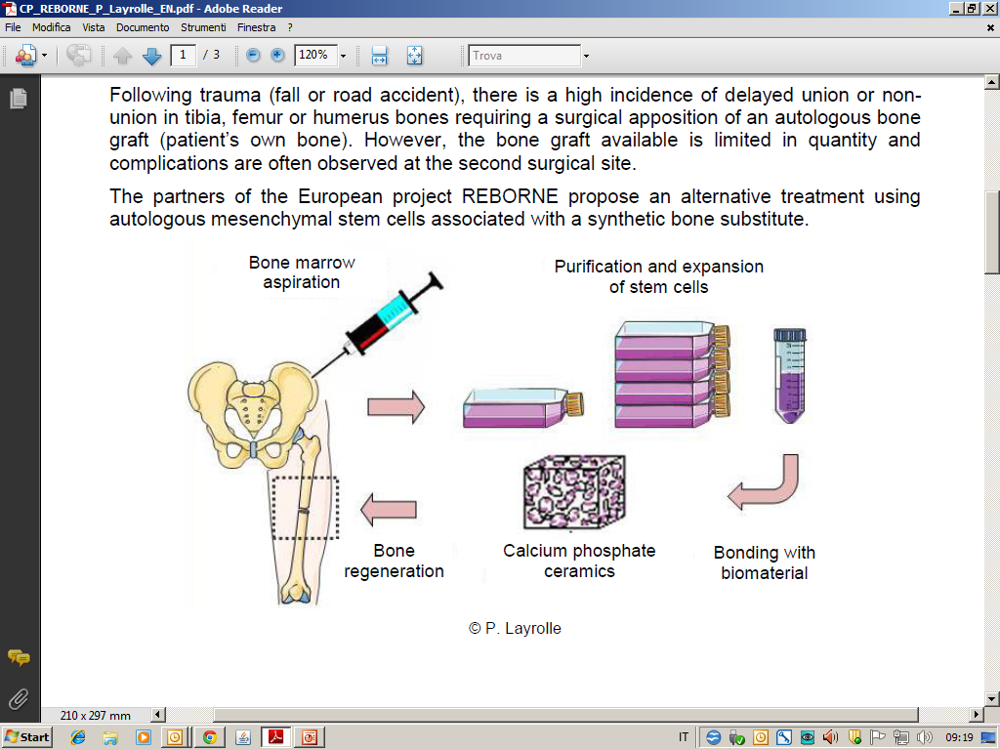 CP_REBORNE_P_Layrolle_EN.pdf - Adobe Reader
File Modifica Vista Documento Strumenti Finestra ?
1 / 3 120% Trova
Following trauma (fall or road accident), there is a high incidence of delayed union or non-
union in tibia, femur or humerus bones requiring a surgical apposition of an autologous bone
graft (patient's own bone). However, the bone graft available is limited in quantity and
complications are often observed at the second surgical site.
The partners of the European project REBORNE propose an alternative treatment using
autologous mesenchymal stem cells associated with a synthetic bone substitute.
Bone marrow
aspiration
Purification and expansion
of stem cells
Bone
regeneration
Calcium phosphate
ceramics
Bonding with
biomaterial
© P. Layrolle
210 x 297 mm
Start IT 09:19